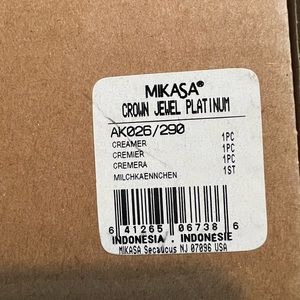 MIKASA®
CROWN JEWEL PLATINUM
AK026/290
CREAMER 1PC
CREMIER 1PC
CREMERA 1PC
MILCHKAENNCHEN 1ST
6 41265 06738 6
INDONESIA . INDONESIE
MIKASA Secaucus NJ 07096 USA